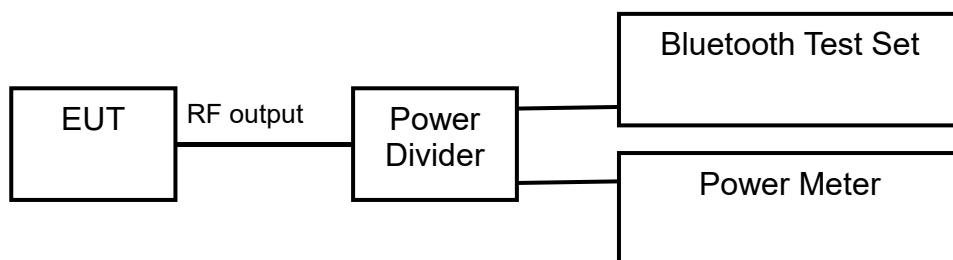 EUT
RF output
Power
Divider
Bluetooth Test Set
Power Meter